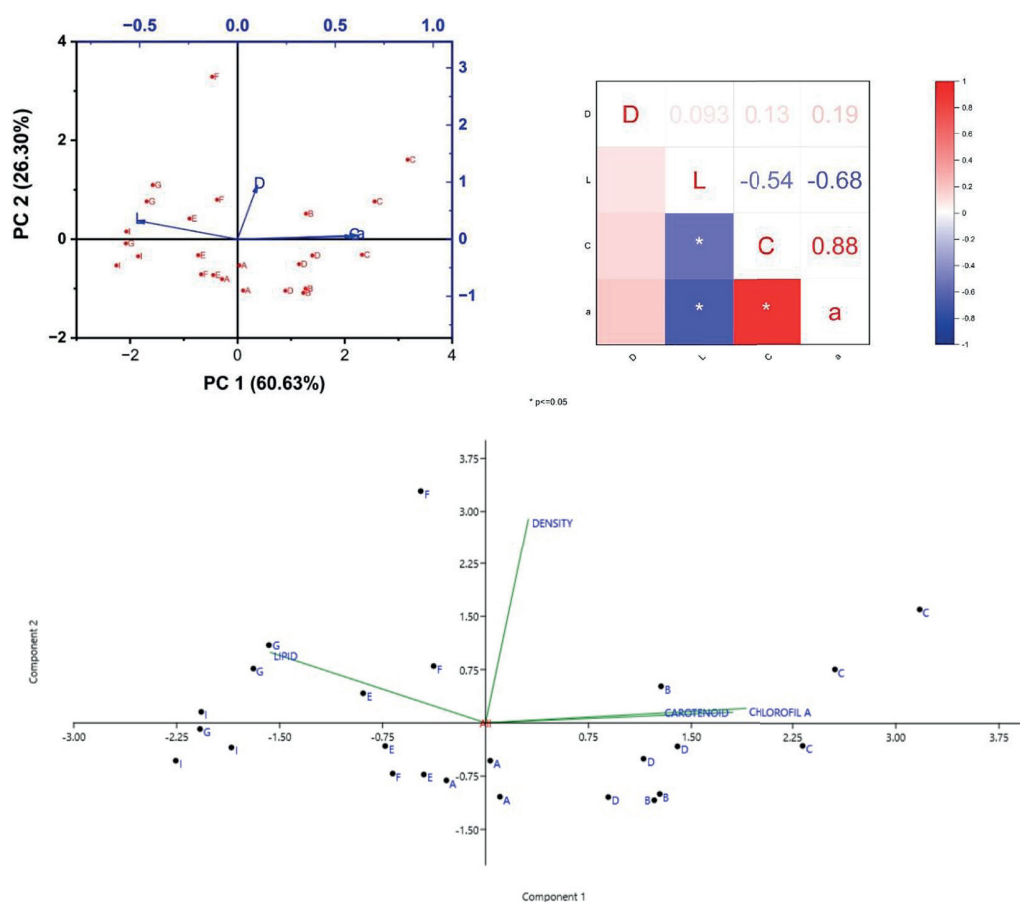 −0.5 0.0 0.5 1.0
4 3
F
C
2 2
G
G F C D 1
E B
L I
G Ca
0 0
I E D C
I F E A A D
A D B B −1
−2
−2 0 2 4
PC 1 (60.63%)
PC 2 (26.30%)
D D 0.093 0.13 0.19
L L -0.54 -0.68
C * C 0.88
a * * a
D L C a
1
0.8
0.6
0.4
0.2
0
-0.2
-0.4
-0.6
-0.8
-1
* p<=0.05
3.75
F
3.00
DENSITY
2.25
C
1.50
G
LIPID
G F 0.75 C
E B
I CAROTENOID CHLOROFIL A
G All
-3.00 -2.25 -1.50 -0.75 0.75 1.50 2.25 3.00 3.75
I E D C
I A D
F E A -0.75
A D B B
-1.50
Component 2
Component 1